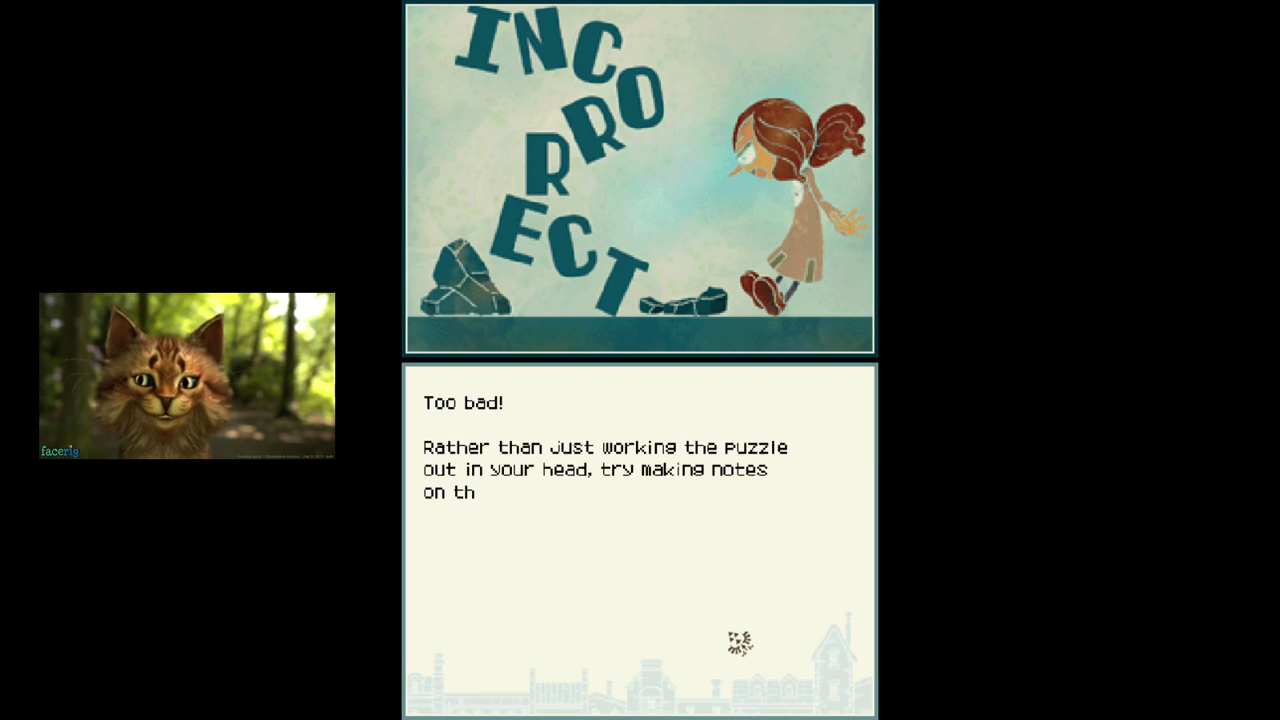 INCORRECT
Too bad!
Rather than just working the puzzle
out in your head, try making notes
on th
facerig